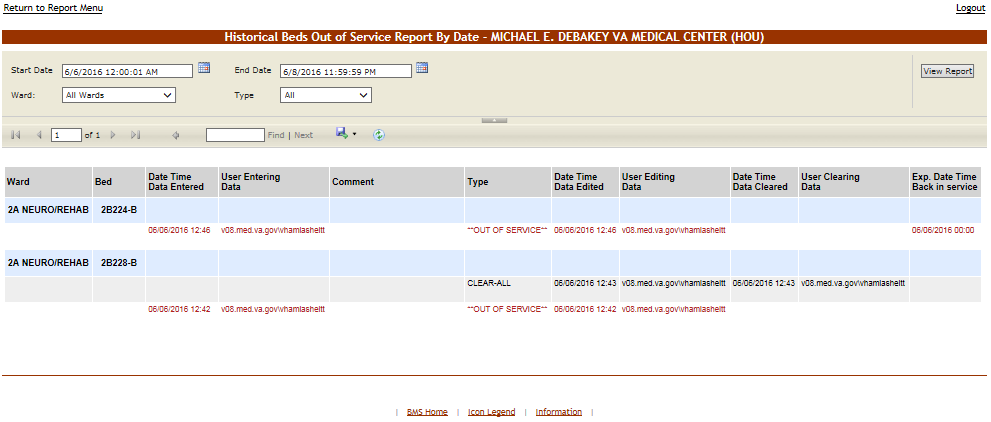 Return to Report Menu Logout
Historical Beds Out of Service Report By Date - MICHAEL E. DEBAKEY VA MEDICAL CENTER (HOU)
Start Date 6/6/2016 12:00:01 AM End Date 6/8/2016 11:59:59 PM View Report
Ward: All Wards Type All
1 of 1 Find | Next
Ward Bed Date Time Data Entered User Entering Data Comment Type Date Time Data Edited User Editing Data Date Time Data Cleared User Clearing Data Exp. Date Time Back in service
2A NEURO/REHAB 2B224-B
06/06/2016 12:46 v08.med.va.gov\vhamlasheltt **OUT OF SERVICE** 06/06/2016 12:46 v08.med.va.gov\vhamlasheltt 06/06/2016 00:00
2A NEURO/REHAB 2B228-B
CLEAR-ALL 06/06/2016 12:43 v08.med.va.gov\vhamlasheltt 06/06/2016 12:43 v08.med.va.gov\vhamlasheltt
06/06/2016 12:42 v08.med.va.gov\vhamlasheltt **OUT OF SERVICE** 06/06/2016 12:42 v08.med.va.gov\vhamlasheltt
| BMS Home | Icon Legend | Information |